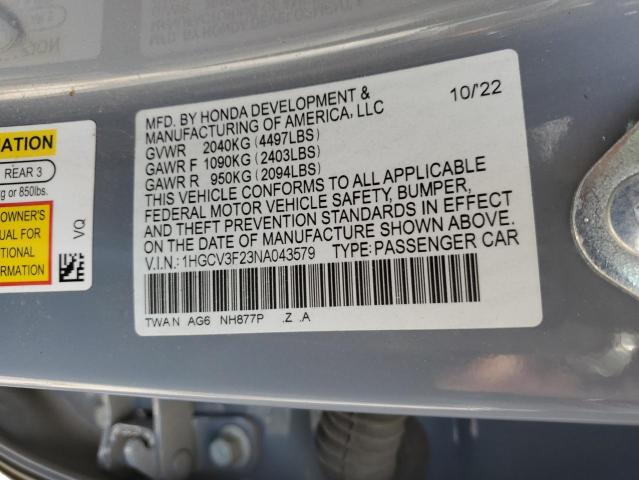 MFD. BY HONDA DEVELOPMENT & 10/22
MANUFACTURING OF AMERICA, LLC
GVWR 2040KG (4497LBS)
GAWR F 1090KG (2403LBS)
GAWR R 950KG (2094LBS)
THIS VEHICLE CONFORMS TO ALL APPLICABLE
FEDERAL MOTOR VEHICLE SAFETY, BUMPER,
AND THEFT PREVENTION STANDARDS IN EFFECT
ON THE DATE OF MANUFACTURE SHOWN ABOVE.
V.I.N.: 1HGCV3F23NA043579 TYPE: PASSENGER CAR
TWAN AG6 NH877P .Z .A
REAR 3
or 850lbs.
OWNER'S
UAL FOR
TIONAL
RMATION
VQ